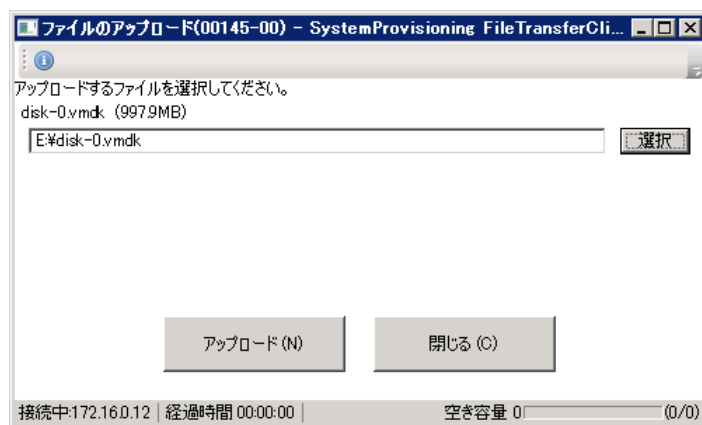 ファイルのアップロード(00145-00) - SystemProvisioning FileTransferCli...
アップロードするファイルを選択してください。
disk-0.vmdk (997.9MB)
E:¥disk-0.vmdk
選択
アップロード(N)
閉じる(C)
接続中:172.16.0.12 経過時間 00:00:00 空き容量 0 (0/0)